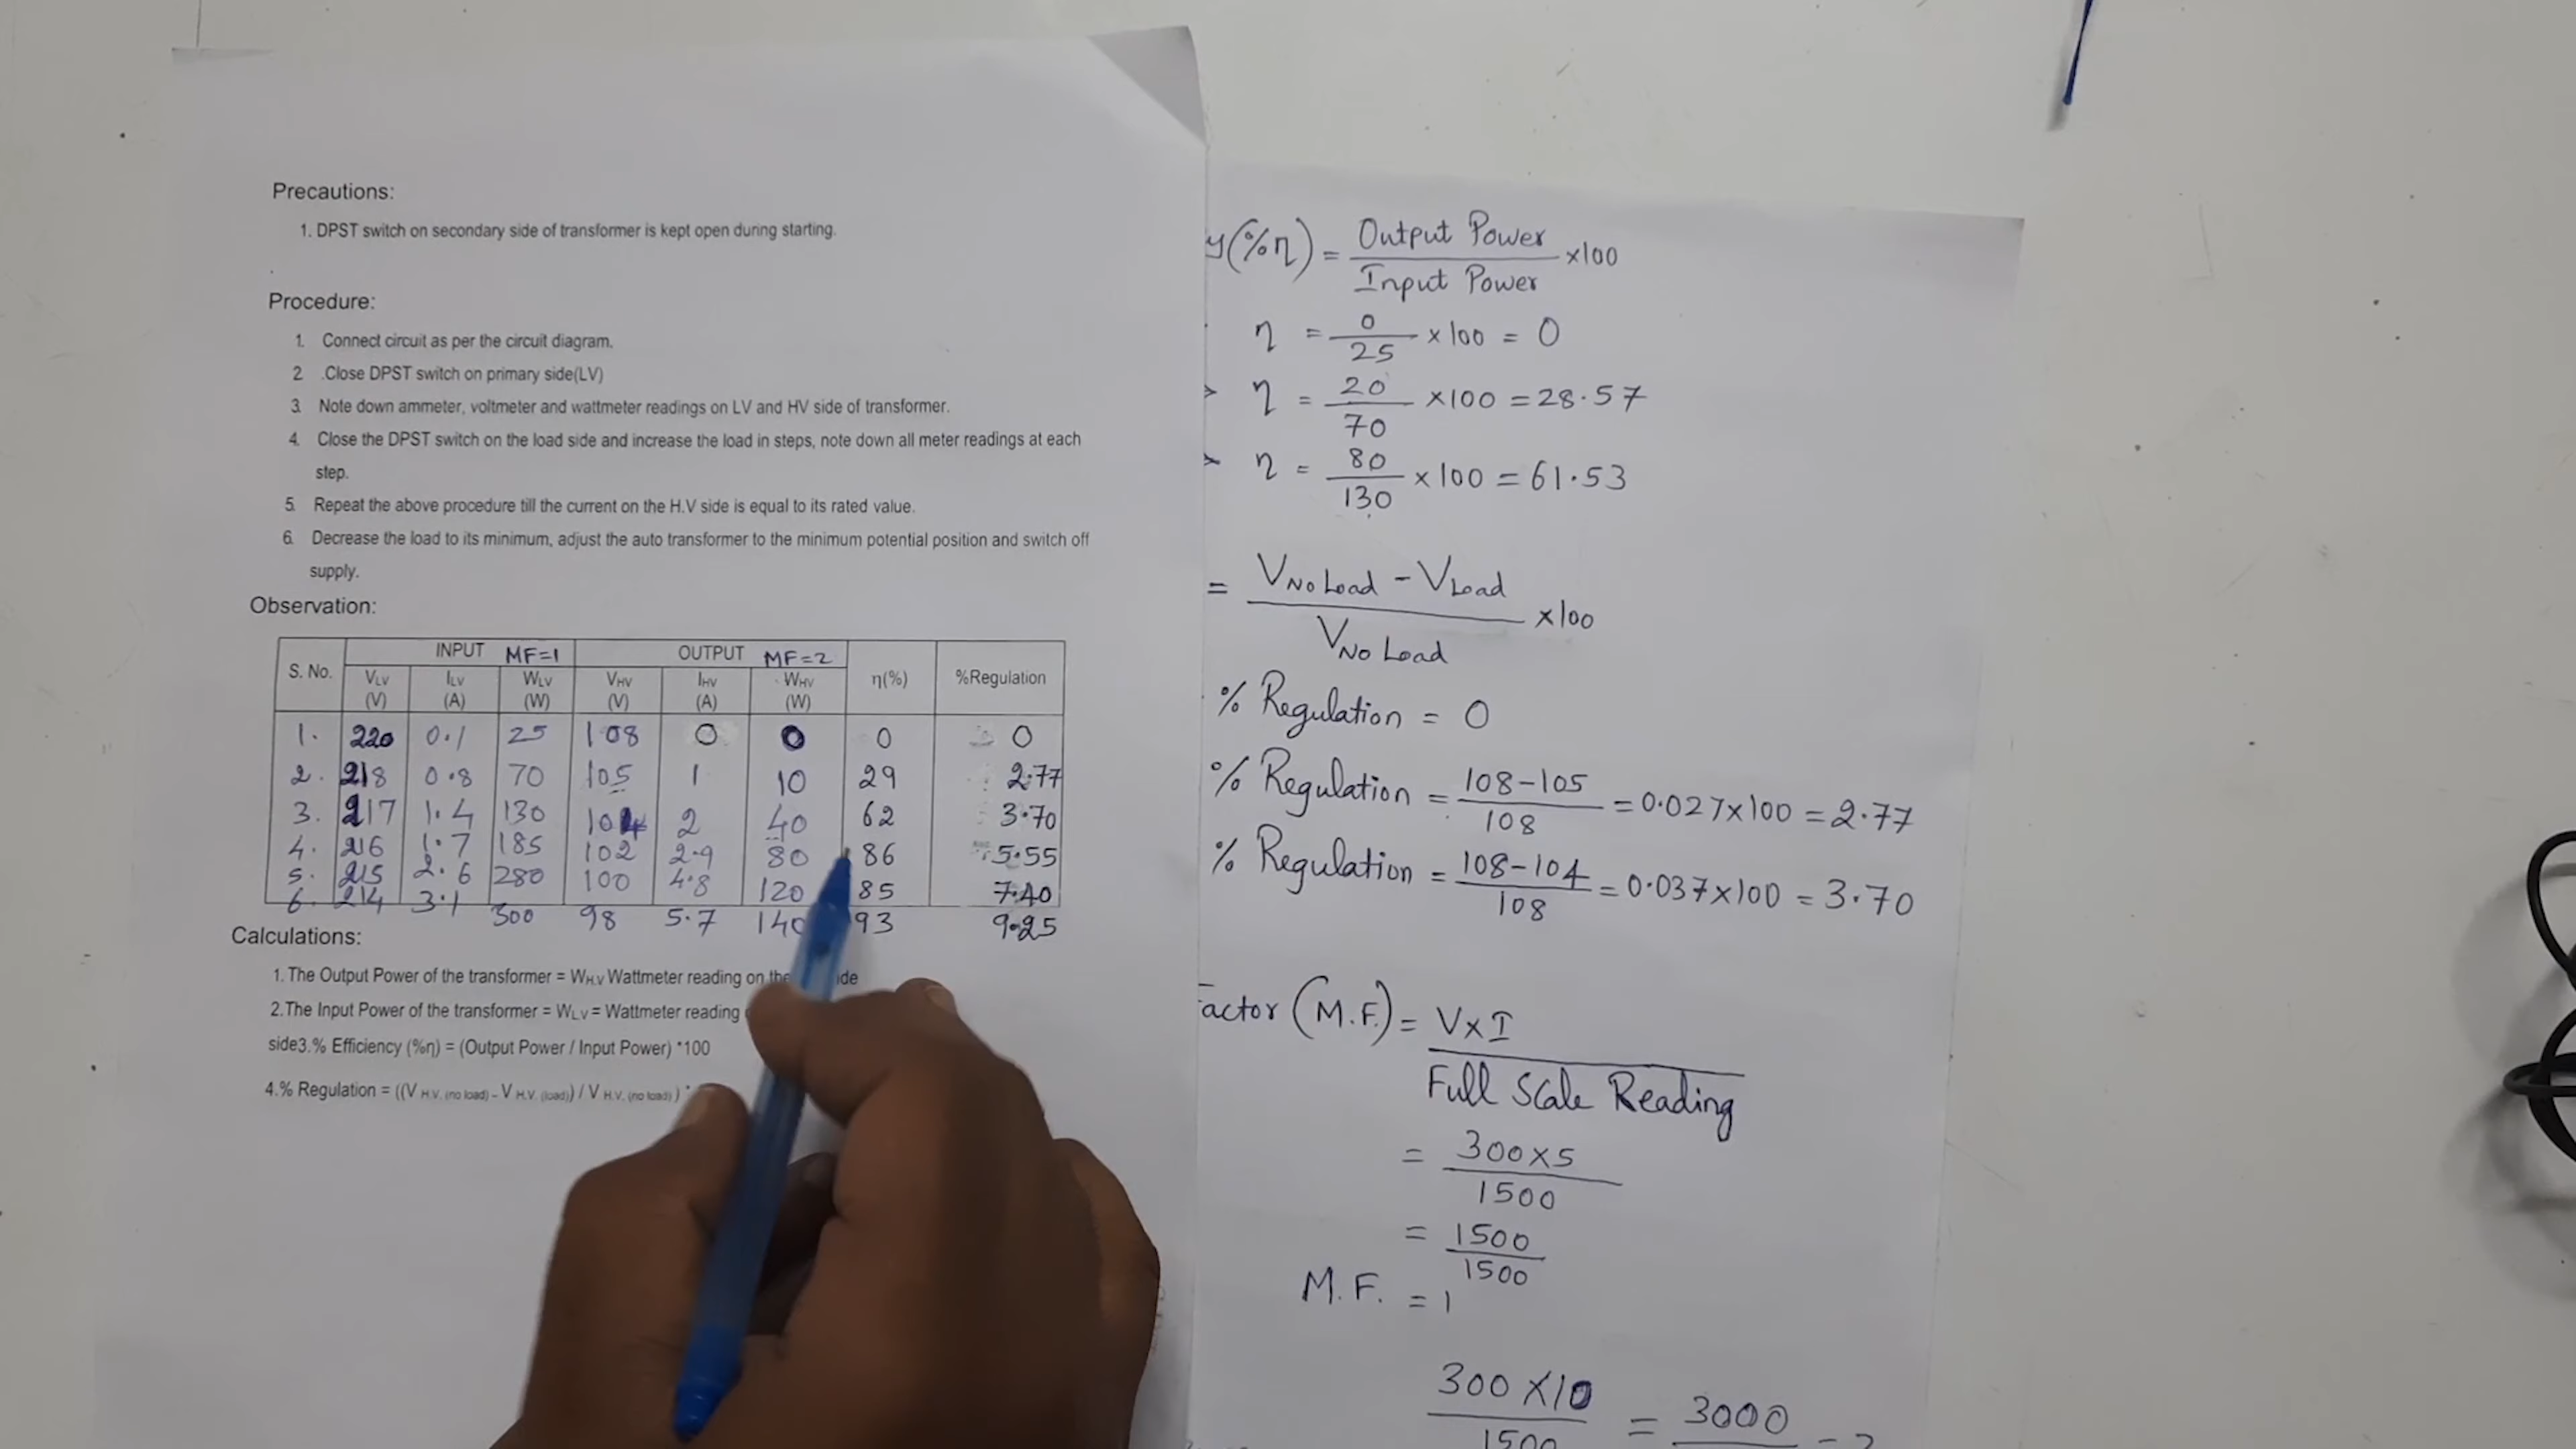 Precautions:
1. DPST switch on secondary side of transformer is kept open during starting.
Procedure:
1. Connect circuit as per the circuit diagram.
2 .Close DPST switch on primary side(LV)
3. Note down ammeter, voltmeter and wattmeter readings on LV and HV side of transformer.
4. Close the DPST switch on the load side and increase the load in steps, note down all meter readings at each
step.
5. Repeat the above procedure till the current on the H.V side is equal to its rated value.
6. Decrease the load to its minimum, adjust the auto transformer to the minimum potential position and switch off
supply.
Observation:
S. No. INPUT MF=1 OUTPUT MF=2 η(%) %Regulation
VLV (V) ILV (A) WLV (W) VHV (V) IHV (A) WHV (W)
1. 220 0.1 25 108 0 0 0 0
2. 218 0.8 70 105 1 10 29 2.77
3. 217 1.4 130 104 2 40 62 3.70
4. 216 1.7 185 102 2.9 80 86 5.55
5. 215 2.6 280 100 4.8 120 85 7.40
6. 214 3.1 300 98 5.7 140 93 9.25
Calculations:
1. The Output Power of the transformer = WH.V Wattmeter reading on the
2.The Input Power of the transformer = WL.V = Wattmeter reading
side3.% Efficiency (%η) = (Output Power / Input Power) *100
4.% Regulation = ((V H.V. (no load) – V H.V. (load)) / V H.V. (no load) ) *
y(%η) = Output Power / Input Power ×100
η = 0/25 × 100 = 0
η = 20/70 ×100 = 28.57
η = 80/130 ×100 = 61.53
= VNo Load - VLoad / VNo Load ×100
% Regulation = 0
% Regulation = 108-105/108 = 0.027×100 = 2.77
% Regulation = 108-104/108 = 0.037×100 = 3.70
Factor (M.F.) = V×I / Full Scale Reading
= 300×5 / 1500
= 1500 / 1500
M.F. = 1
300×10 / 1500 = 3000